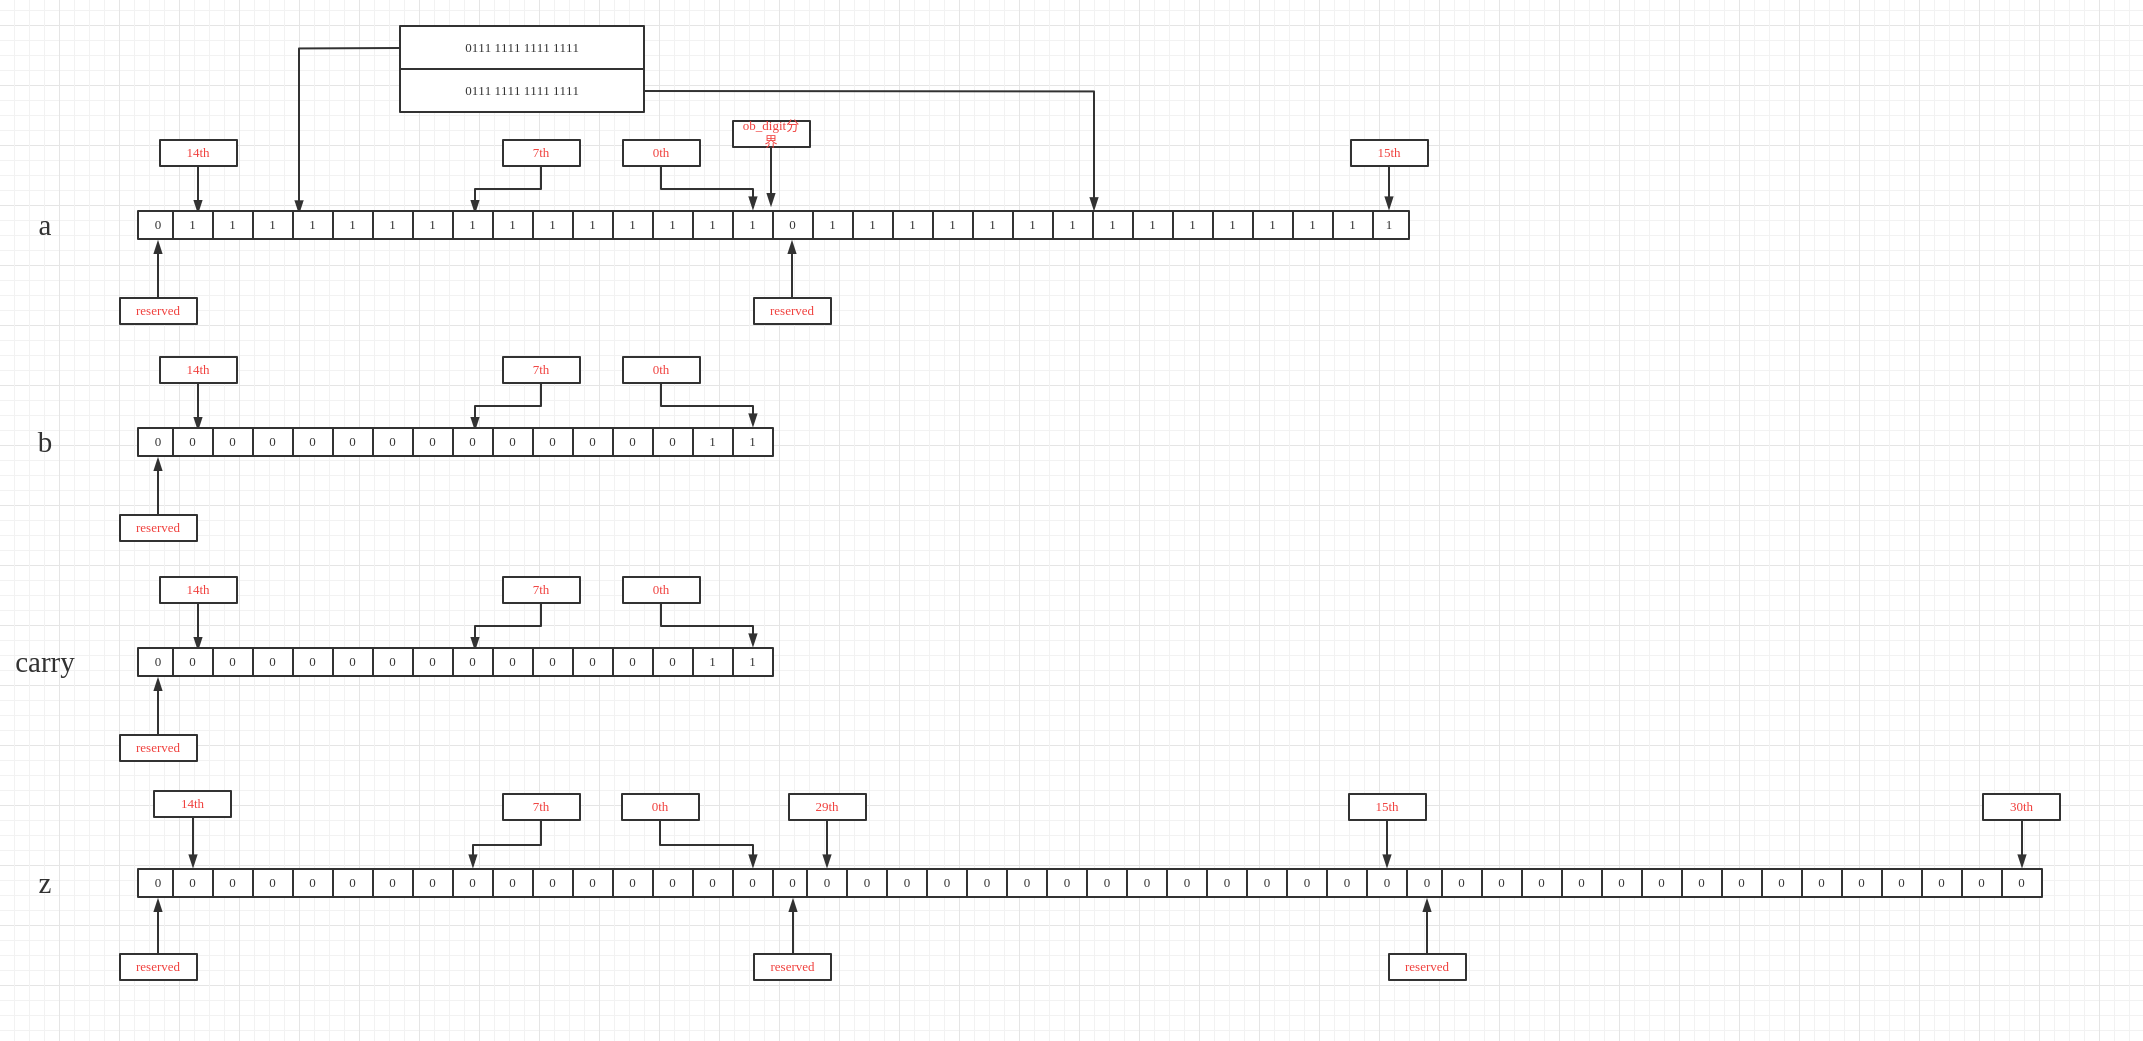 0111 1111 1111 1111
0111 1111 1111 1111
ob_digit分
界
14th 7th 0th 15th
a 0 1 1 1 1 1 1 1 1 1 1 1 1 1 1 1 0 1 1 1 1 1 1 1 1 1 1 1 1 1 1 1
reserved reserved
14th 7th 0th
b 0 0 0 0 0 0 0 0 0 0 0 0 0 0 1 1
reserved
14th 7th 0th
carry 0 0 0 0 0 0 0 0 0 0 0 0 0 0 1 1
reserved
14th 7th 0th 29th 15th 30th
z 0 0 0 0 0 0 0 0 0 0 0 0 0 0 0 0 0 0 0 0 0 0 0 0 0 0 0 0 0 0 0 0 0 0 0 0 0 0 0 0 0 0 0 0 0 0 0 0
reserved reserved reserved